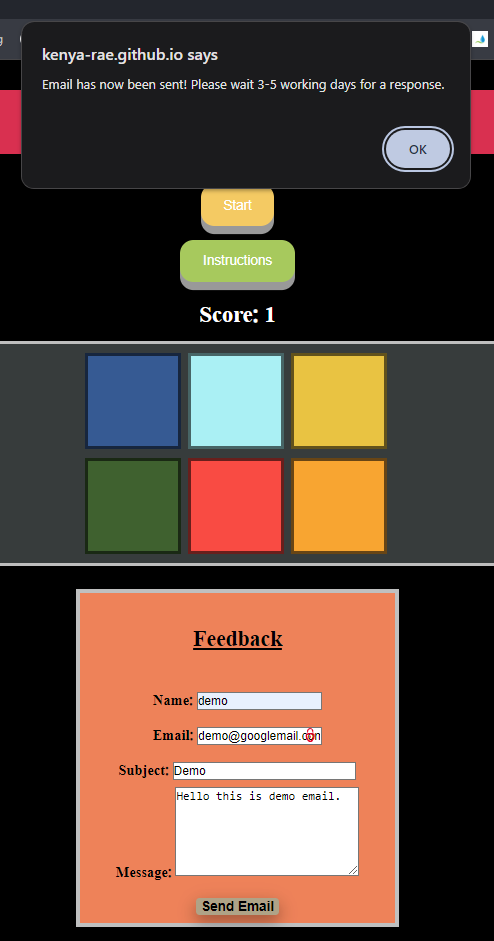 kenya-rae.github.io says
Email has now been sent! Please wait 3-5 working days for a response.
OK
Start
Instructions
Score: 1
Feedback
Name: demo
Email: demo@googlemail.com
Subject: Demo
Hello this is demo email.
Message:
Send Email